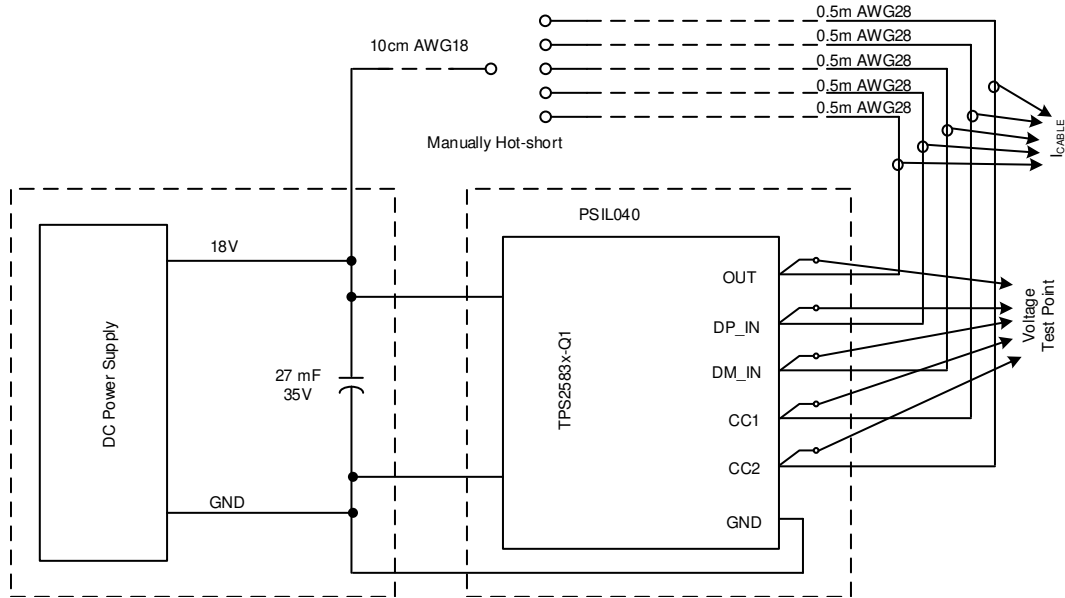 0.5m AWG28
0.5m AWG28
0.5m AWG28
0.5m AWG28
0.5m AWG28
10cm AWG18
Manually Hot-short
ICABLE
PSIL040
18V
DC Power Supply
27 mF
35V
GND
TPS2583x-Q1
OUT
DP_IN
DM_IN
CC1
CC2
GND
Voltage
Test Point